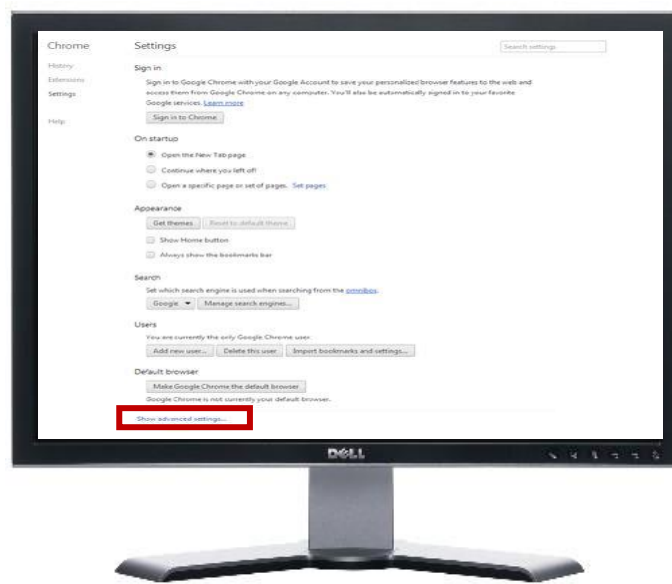 Chrome
Settings
Search settings
History
Extensions
Settings
Help
Sign in
Sign in to Google Chrome with your Google Account to save your personalized browser features to the web and
access them from Google Chrome on any computer. You'll also be automatically signed in to your favorite
Google services. Learn more
Sign in to Chrome
On startup
Open the New Tab page
Continue where you left off
Open a specific page or set of pages. Set pages
Appearance
Get themes Reset to default theme
Show Home button
Always show the bookmarks bar
Search
Set which search engine is used when searching from the omnibox.
Google Manage search engines...
Users
You are currently the only Google Chrome user.
Add new user... Delete this user Import bookmarks and settings...
Default browser
Make Google Chrome the default browser
Google Chrome is not currently your default browser.
Show advanced settings...
DELL